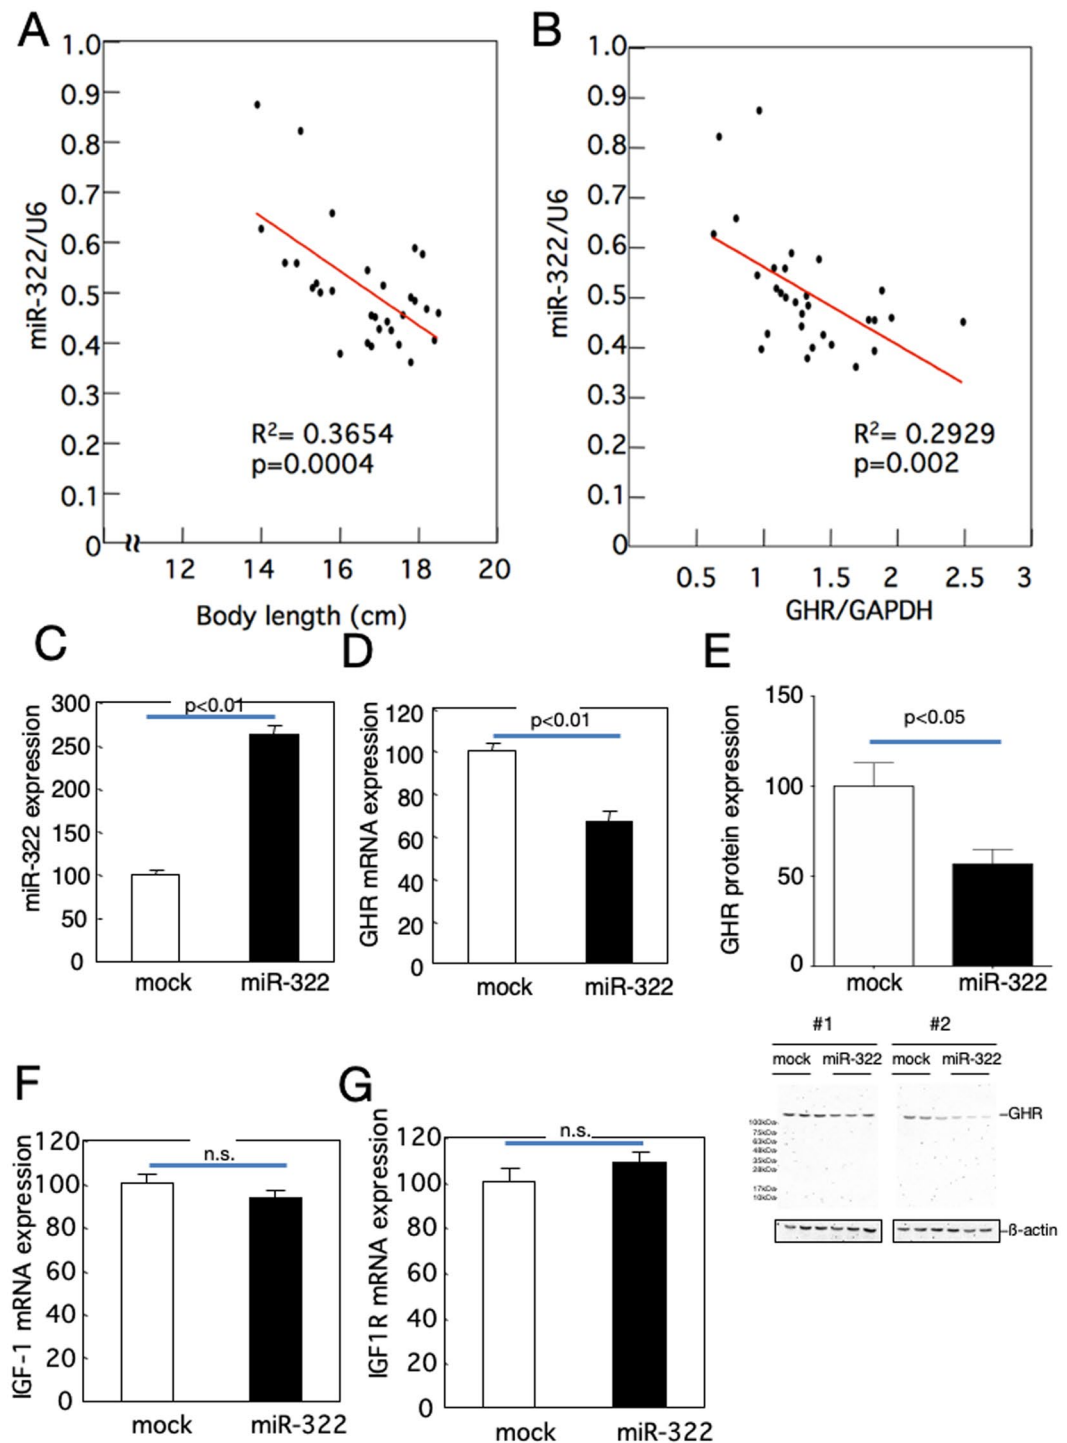 A
miR-322/U6
1.0
0.9
0.8
0.7
0.6
0.5
0.4
0.3
0.2
0.1
0
R²= 0.3654
p=0.0004
12 14 16 18 20
Body length (cm)
B
miR-322/U6
1.0
0.9
0.8
0.7
0.6
0.5
0.4
0.3
0.2
0.1
0
R²= 0.2929
p=0.002
0.5 1 1.5 2 2.5 3
GHR/GAPDH
C
miR-322 expression
300
250
200
150
100
50
0
p<0.01
mock miR-322
D
GHR mRNA expression
120
100
80
60
40
20
0
p<0.01
mock miR-322
E
GHR protein expression
150
100
50
0
p<0.05
mock miR-322
#1 #2
mock miR-322 mock miR-322
-GHR
100kDa-
75kDa-
63kDa-
48kDa-
35kDa-
28kDa-
17kDa-
10kDa-
-ß-actin
F
IGF-1 mRNA expression
120
100
80
60
40
20
0
n.s.
mock miR-322
G
IGF1R mRNA expression
120
100
80
60
40
20
0
n.s.
mock miR-322